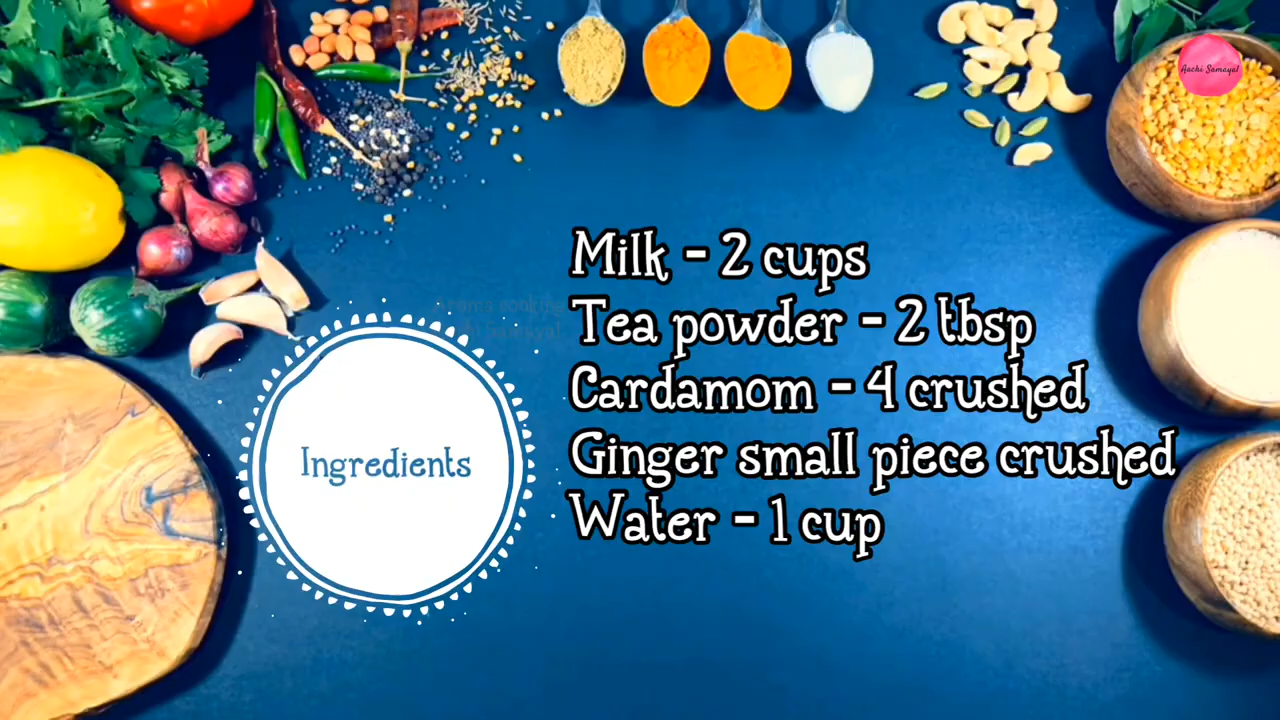 Aachi Samayal
Milk - 2 cups
Tea powder - 2 tbsp
Cardamom - 4 crushed
Ginger small piece crushed
Water - 1 cup
Ingredients